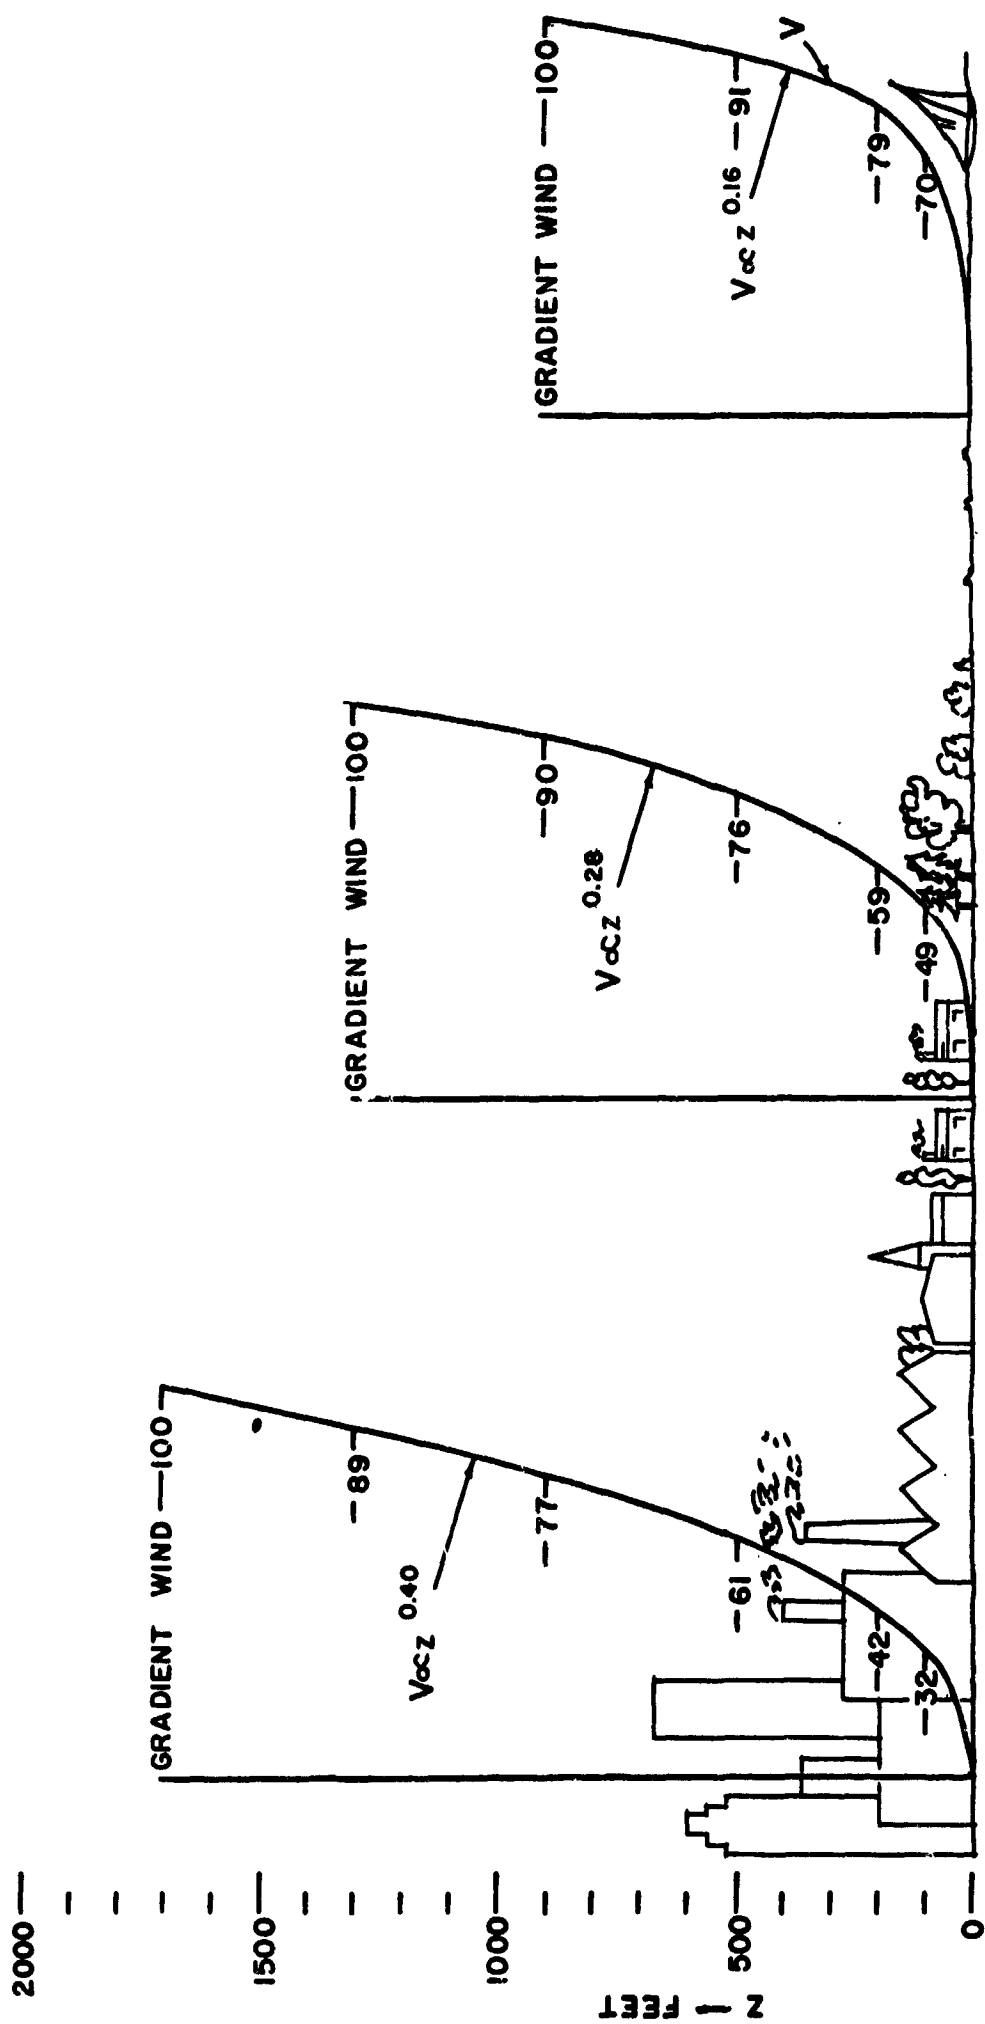 Z — FEET
2000
1500
1000
500
0
GRADIENT WIND — 100
89
V ∝ Z^0.40
77
61
42
32
GRADIENT WIND — 100
90
V ∝ Z^0.28
76
59
49
GRADIENT WIND — 100
91
V ∝ Z^0.16
79
70
V